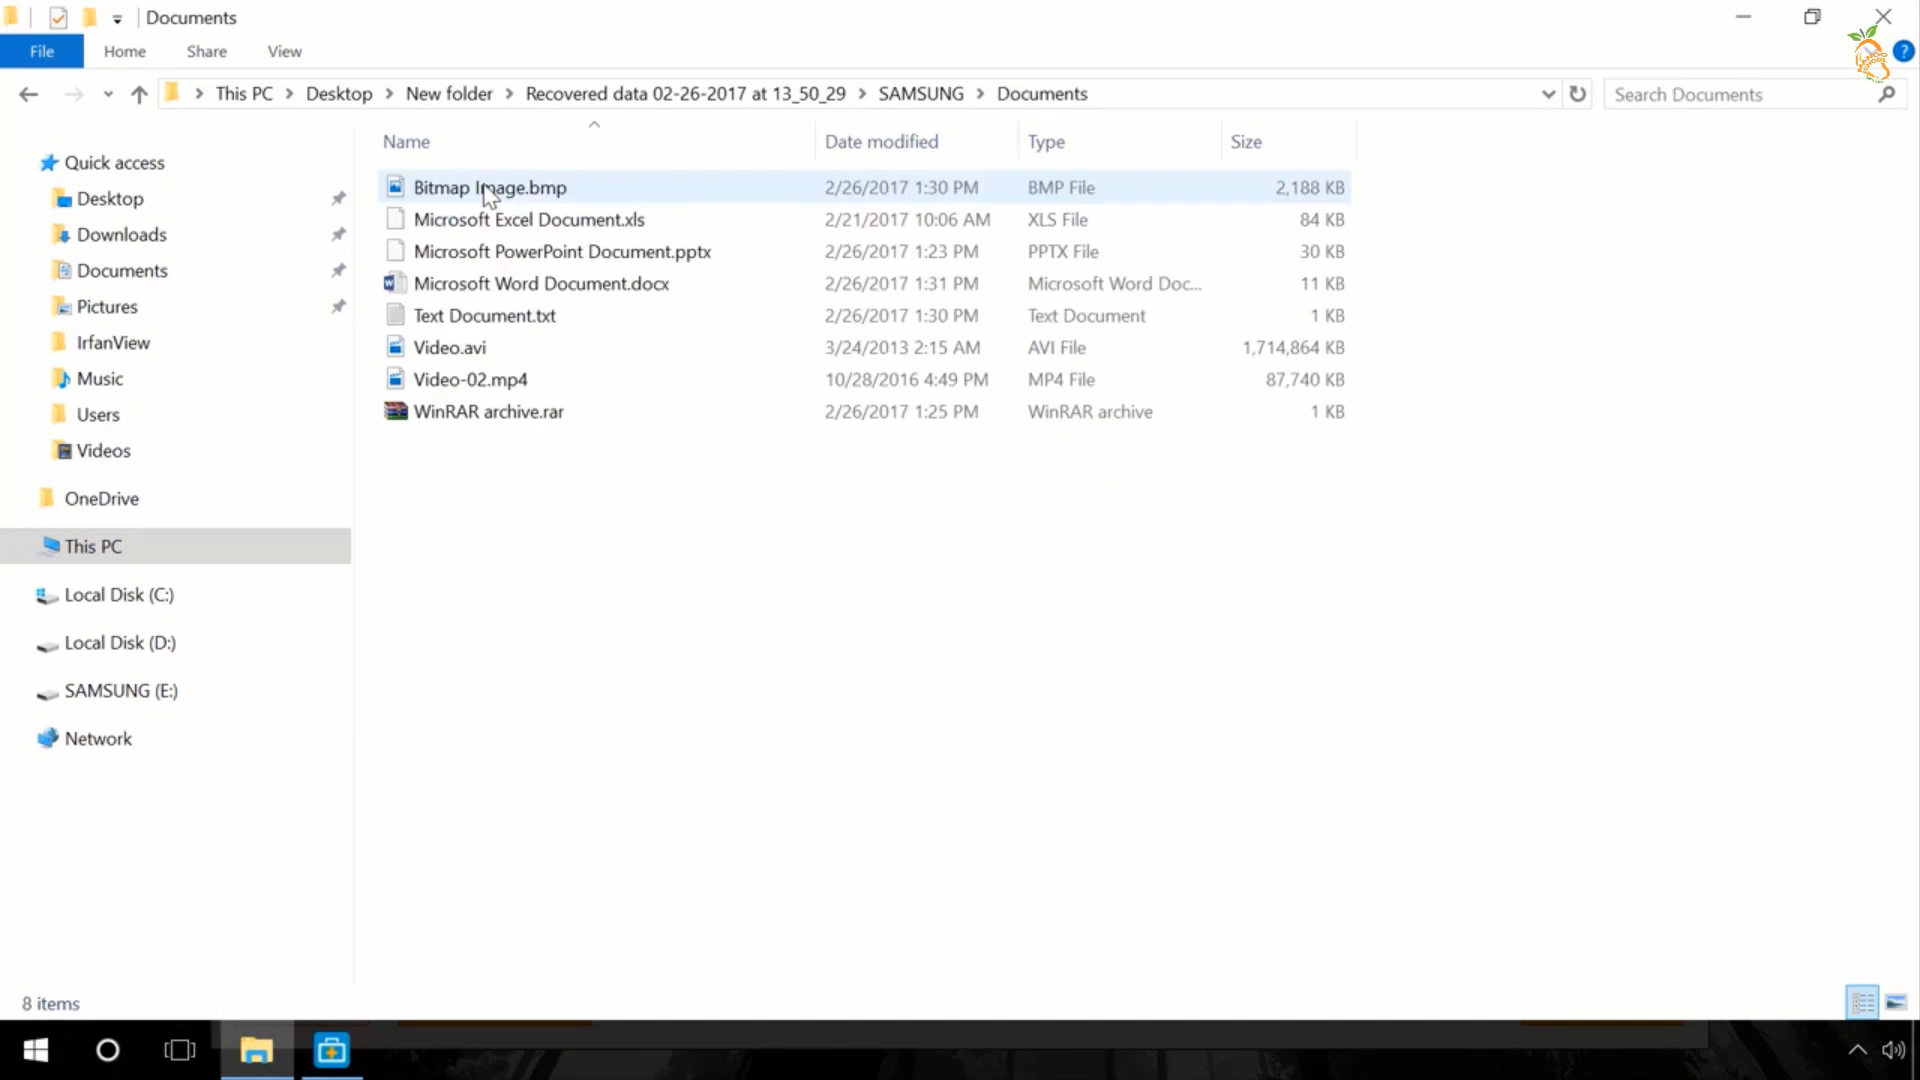 Documents
File Home Share View
This PC > Desktop > New folder > Recovered data 02-26-2017 at 13_50_29 > SAMSUNG > Documents
Search Documents
Name Date modified Type Size
Quick access
Desktop
Downloads
Documents
Pictures
IrfanView
Music
Users
Videos
OneDrive
This PC
Local Disk (C:)
Local Disk (D:)
SAMSUNG (E:)
Network
Bitmap Image.bmp 2/26/2017 1:30 PM BMP File 2,188 KB
Microsoft Excel Document.xls 2/21/2017 10:06 AM XLS File 84 KB
Microsoft PowerPoint Document.pptx 2/26/2017 1:23 PM PPTX File 30 KB
Microsoft Word Document.docx 2/26/2017 1:31 PM Microsoft Word Doc... 11 KB
Text Document.txt 2/26/2017 1:30 PM Text Document 1 KB
Video.avi 3/24/2013 2:15 AM AVI File 1,714,864 KB
Video-02.mp4 10/28/2016 4:49 PM MP4 File 87,740 KB
WinRAR archive.rar 2/26/2017 1:25 PM WinRAR archive 1 KB
8 items